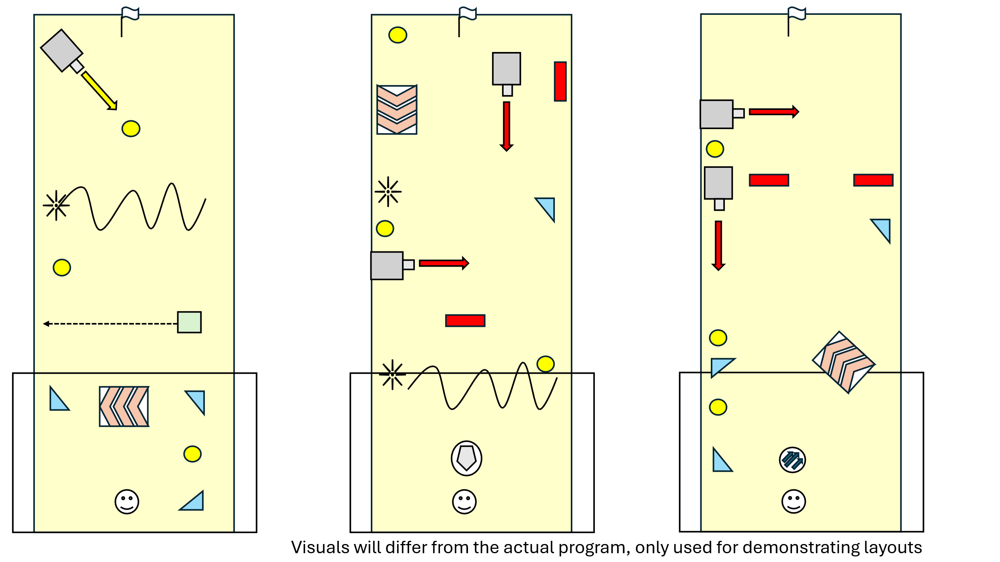 Visuals will differ from the actual program, only used for demonstrating layouts